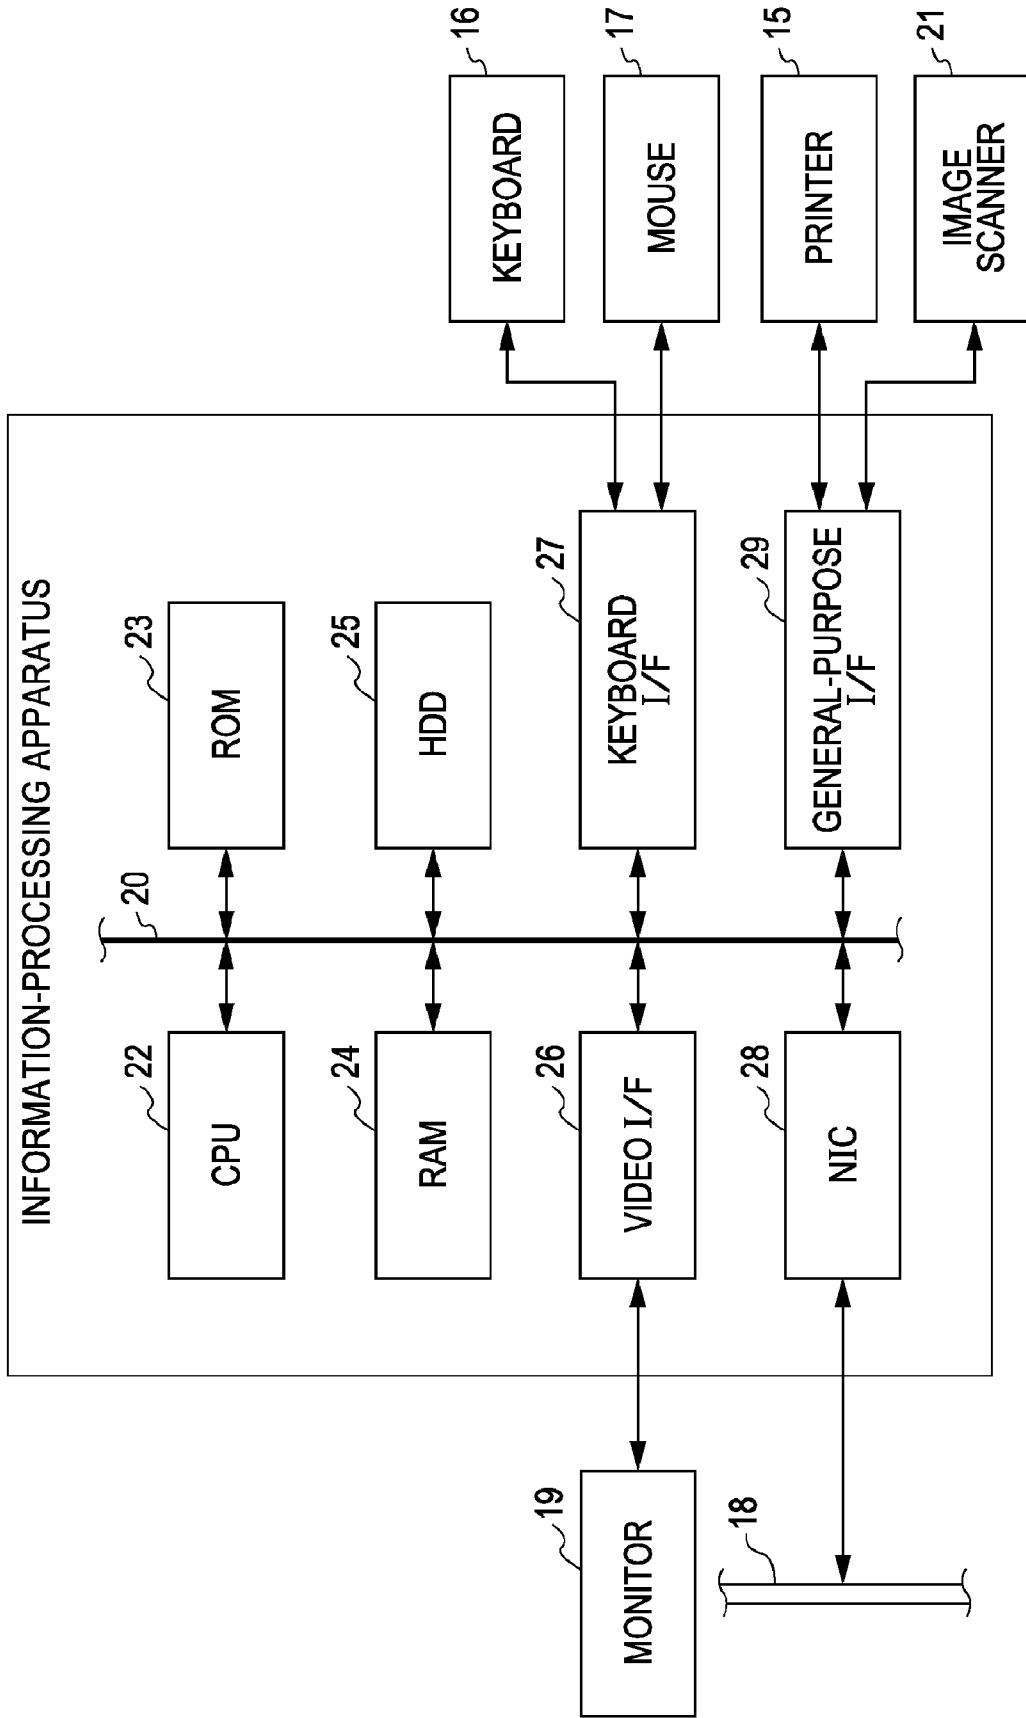 INFORMATION-PROCESSING APPARATUS
22
CPU
20
23
ROM
24
RAM
25
HDD
16
KEYBOARD
19
MONITOR
26
VIDEO I/F
27
KEYBOARD
I/F
17
MOUSE
18
28
NIC
29
GENERAL-PURPOSE
I/F
15
PRINTER
21
IMAGE
SCANNER